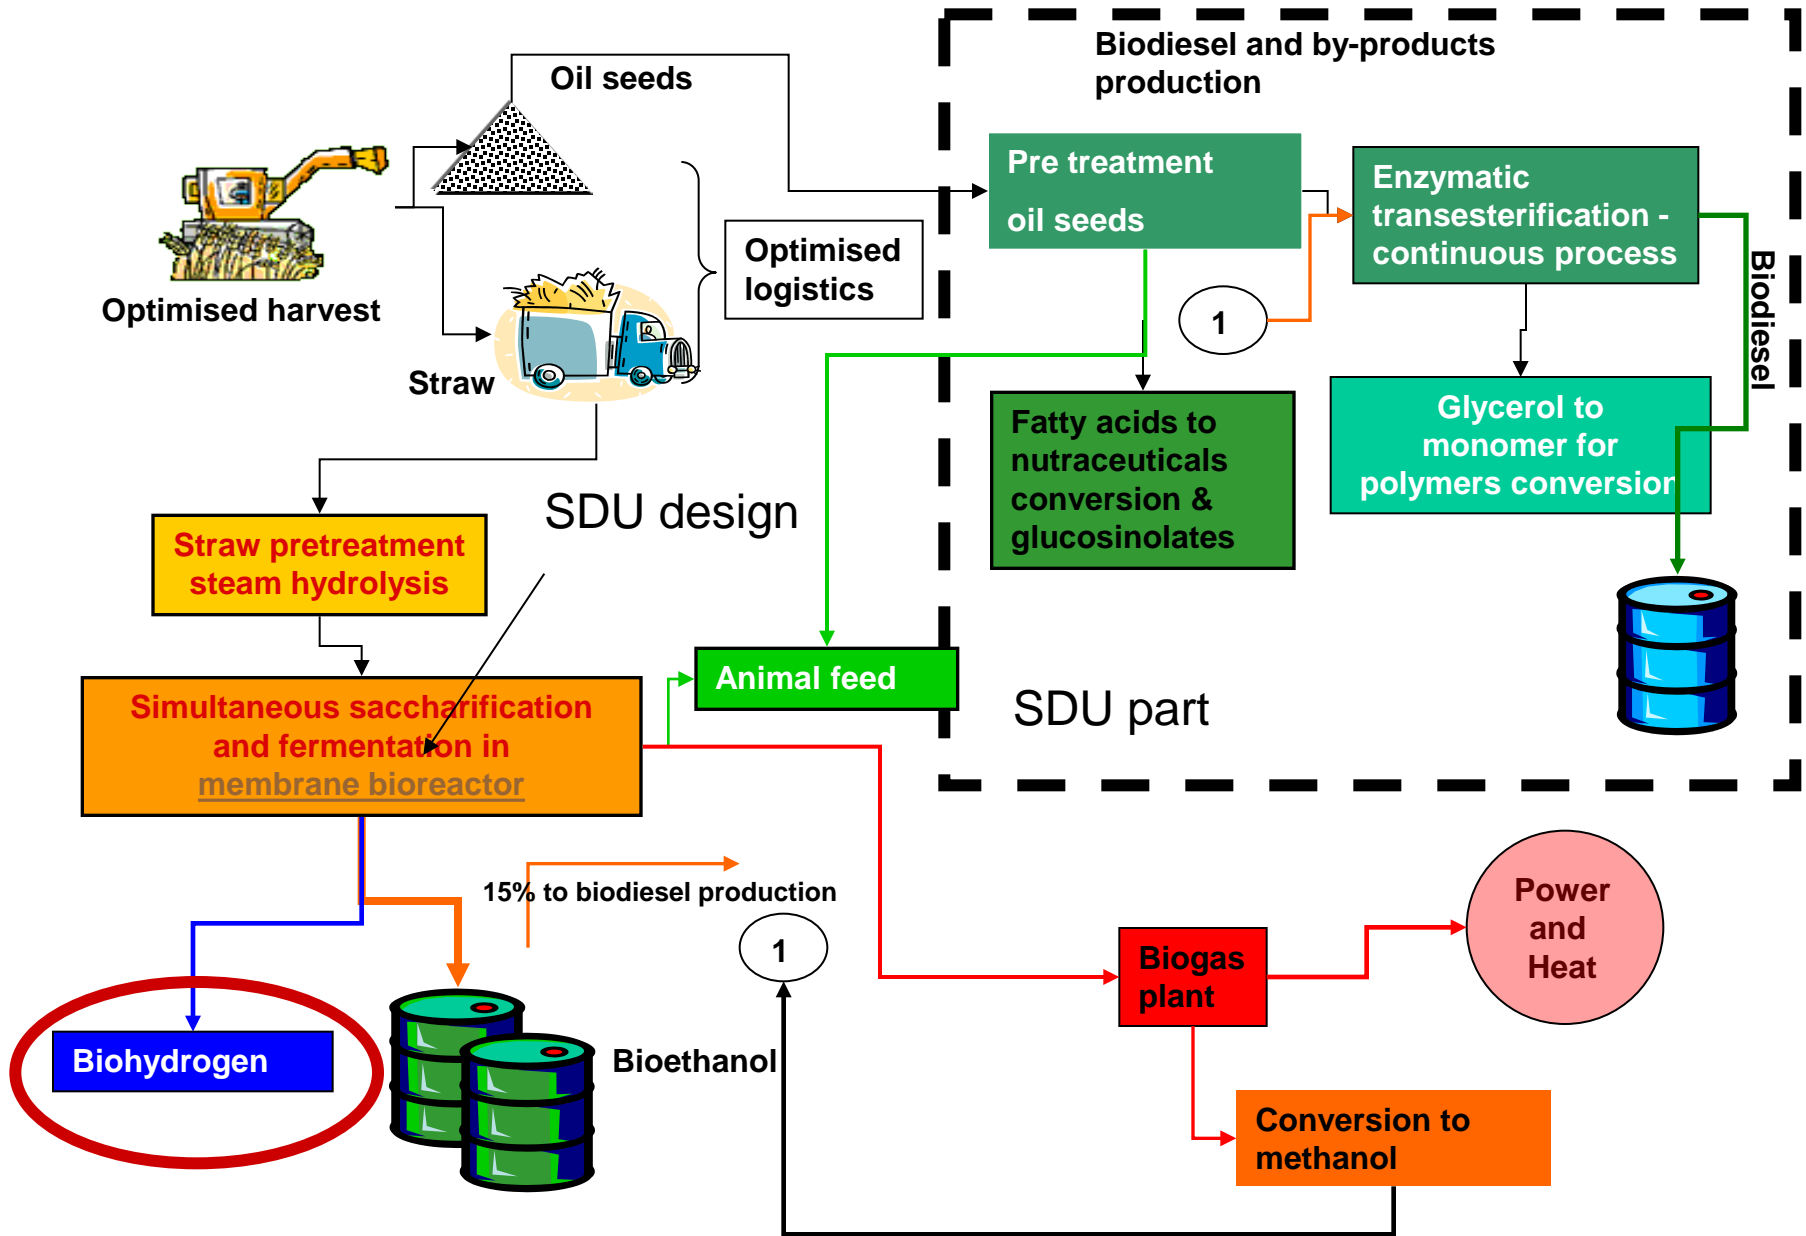 Biodiesel and by-products
production
Oil seeds
Pre treatment
oil seeds
Enzymatic
transesterification -
continuous process
Optimised
logistics
Biodiesel
Optimised harvest
1
Straw
Fatty acids to
nutraceuticals
conversion &
glucosinolates
Glycerol to
monomer for
polymers conversion
SDU design
Straw pretreatment
steam hydrolysis
Animal feed
SDU part
Simultaneous saccharification
and fermentation in
membrane bioreactor
15% to biodiesel production
1
Power
and
Heat
Biogas
plant
Biohydrogen
Bioethanol
Conversion to
methanol